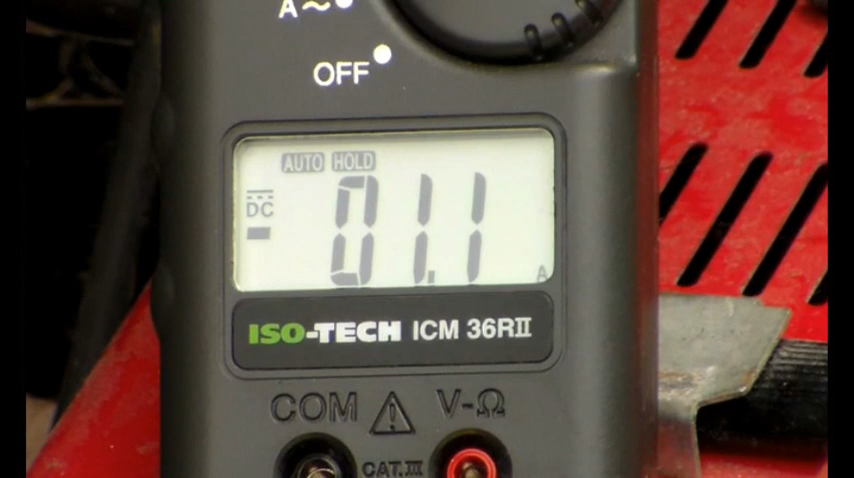 A~
OFF
AUTO HOLD
DC
01.1
A
ISO-TECH ICM 36RII
COM V-Ω
CAT.III